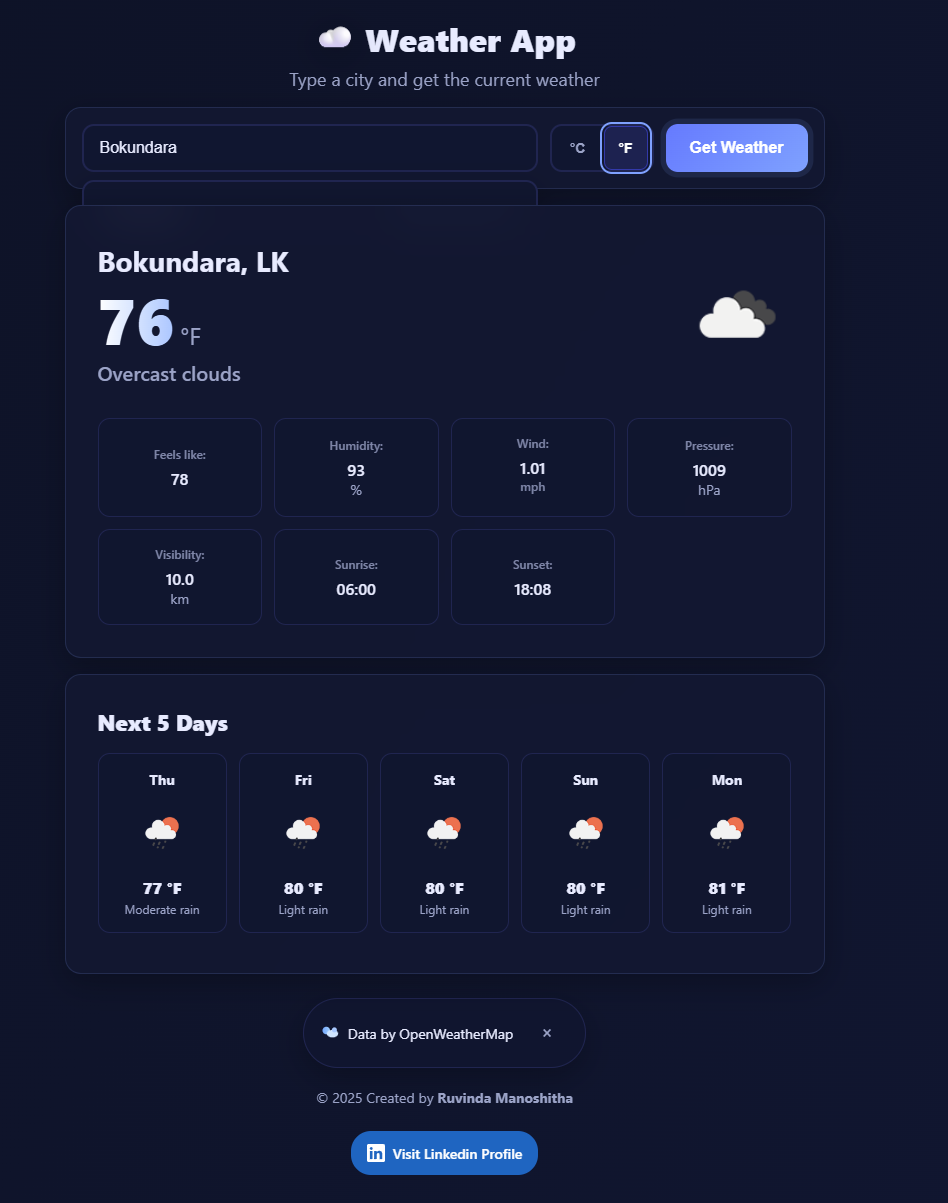 Weather App
Type a city and get the current weather
Bokundara
°C
°F
Get Weather
Bokundara, LK
76 °F
Overcast clouds
Feels like:
78
Humidity:
93
%
Wind:
1.01
mph
Pressure:
1009
hPa
Visibility:
10.0
km
Sunrise:
06:00
Sunset:
18:08
Next 5 Days
Thu
77 °F
Moderate rain
Fri
80 °F
Light rain
Sat
80 °F
Light rain
Sun
80 °F
Light rain
Mon
81 °F
Light rain
Data by OpenWeatherMap ×
© 2025 Created by Ruvinda Manoshitha
in Visit Linkedin Profile